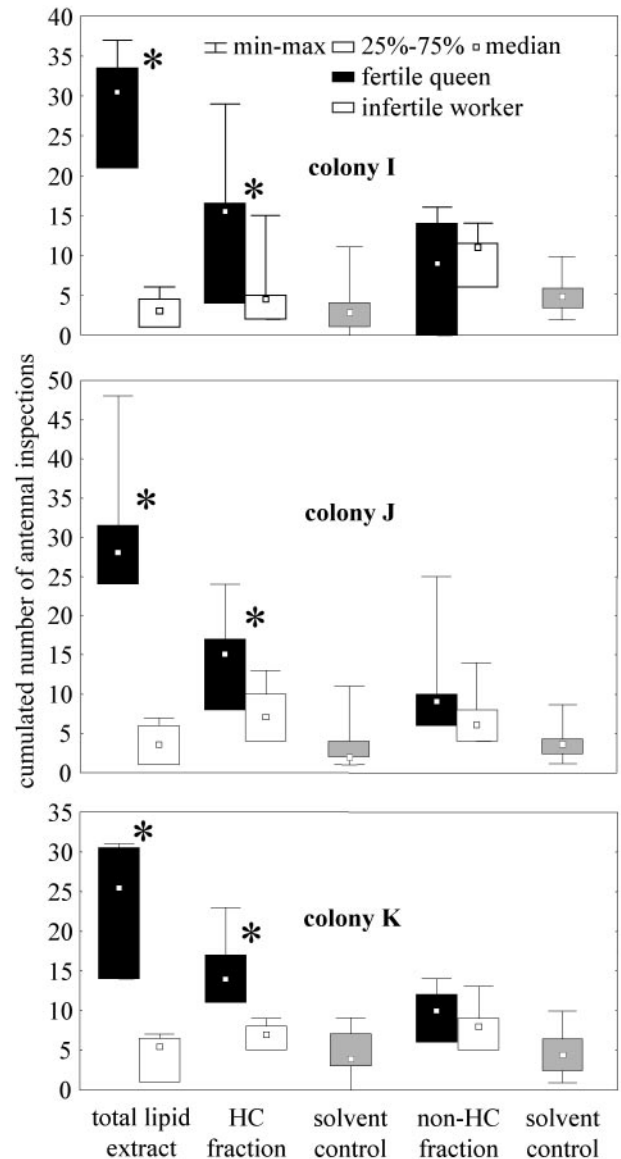 cumulated number of antennal inspections
40
35
30
25
20
15
10
5
0
min-max 25%-75% median
fertile queen
infertile worker
*
*
colony I
50
45
40
35
30
25
20
15
10
5
0
*
*
colony J
35
30
25
20
15
10
5
0
*
*
colony K
total lipid extract
HC fraction
solvent control
non-HC fraction
solvent control